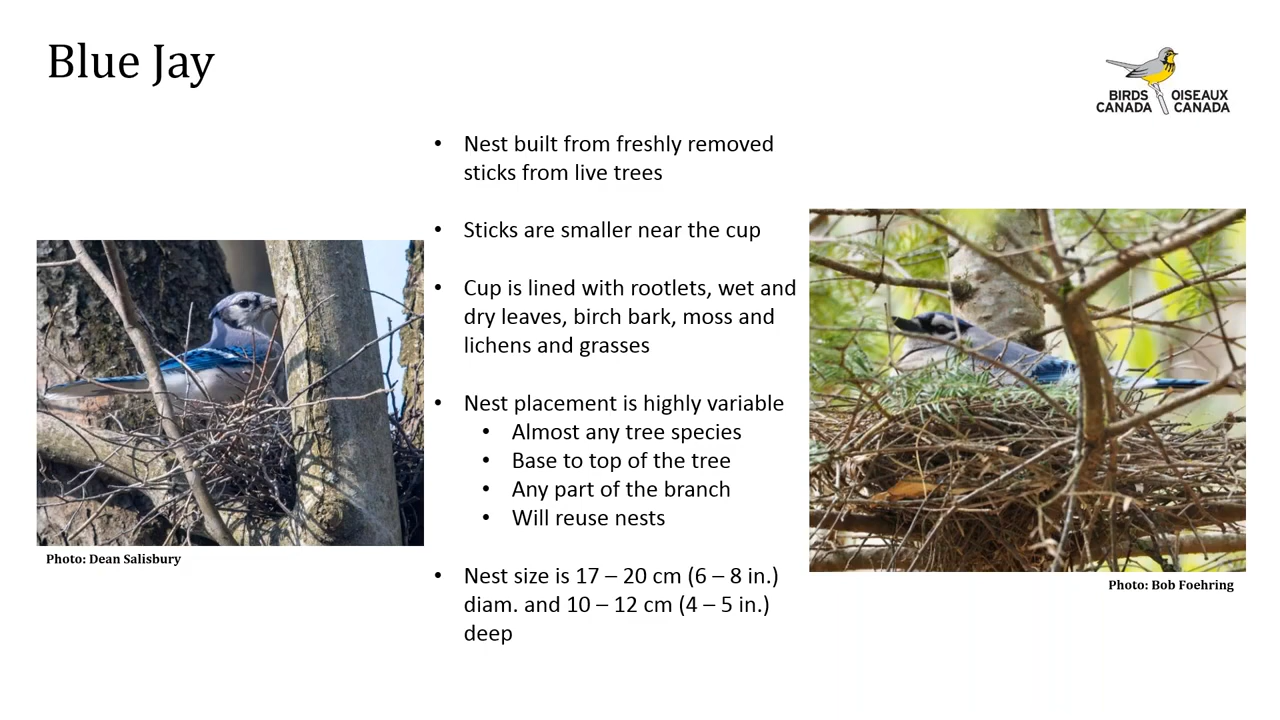 Blue Jay
BIRDS CANADA
OISEAUX CANADA
• Nest built from freshly removed
sticks from live trees
• Sticks are smaller near the cup
• Cup is lined with rootlets, wet and
dry leaves, birch bark, moss and
lichens and grasses
• Nest placement is highly variable
• Almost any tree species
• Base to top of the tree
• Any part of the branch
• Will reuse nests
• Nest size is 17 – 20 cm (6 – 8 in.)
diam. and 10 – 12 cm (4 – 5 in.)
deep
Photo: Dean Salisbury
Photo: Bob Foehring